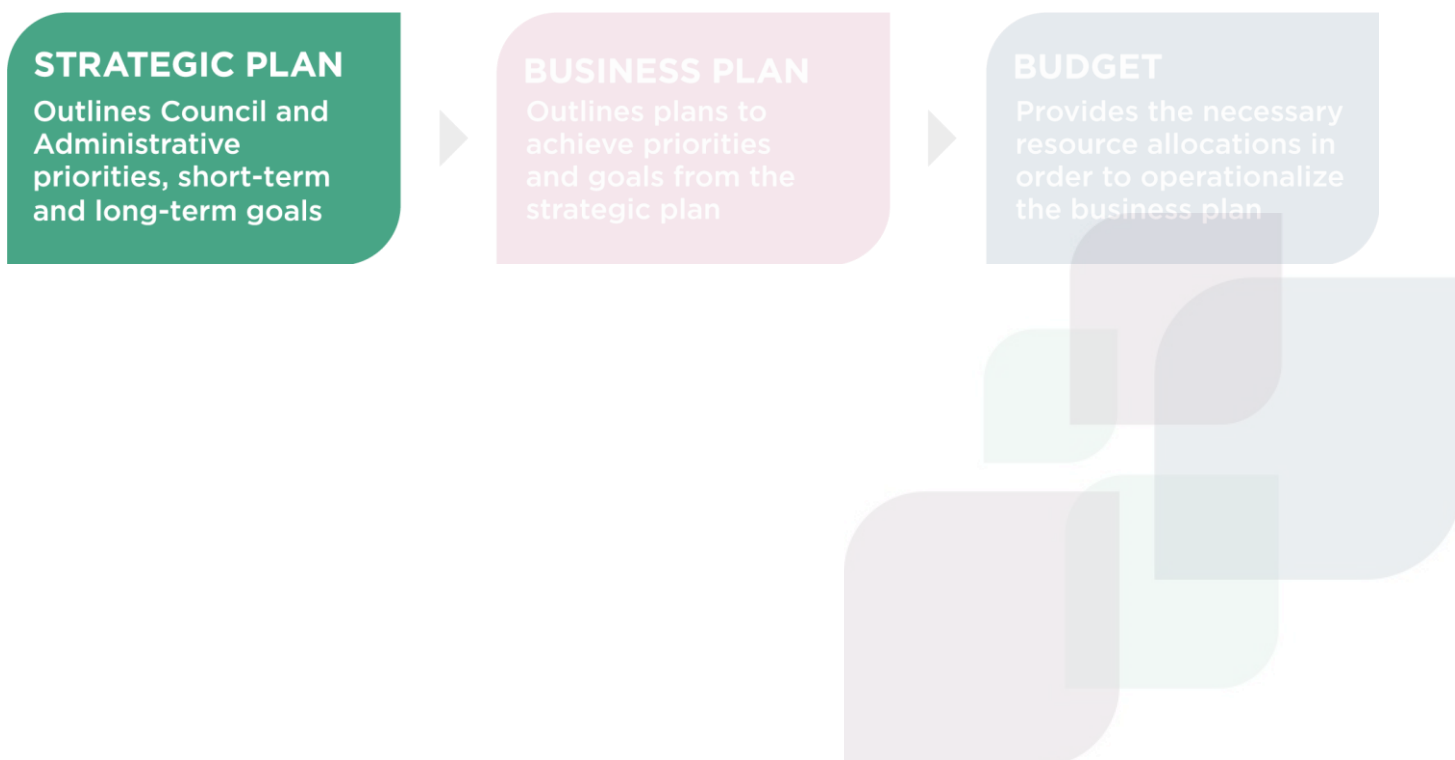 STRATEGIC PLAN
Outlines Council and
Administrative
priorities, short-term
and long-term goals
BUSINESS PLAN
Outlines plans to
achieve priorities
and goals from the
strategic plan
BUDGET
Provides the necessary
resource allocations in
order to operationalize
the business plan